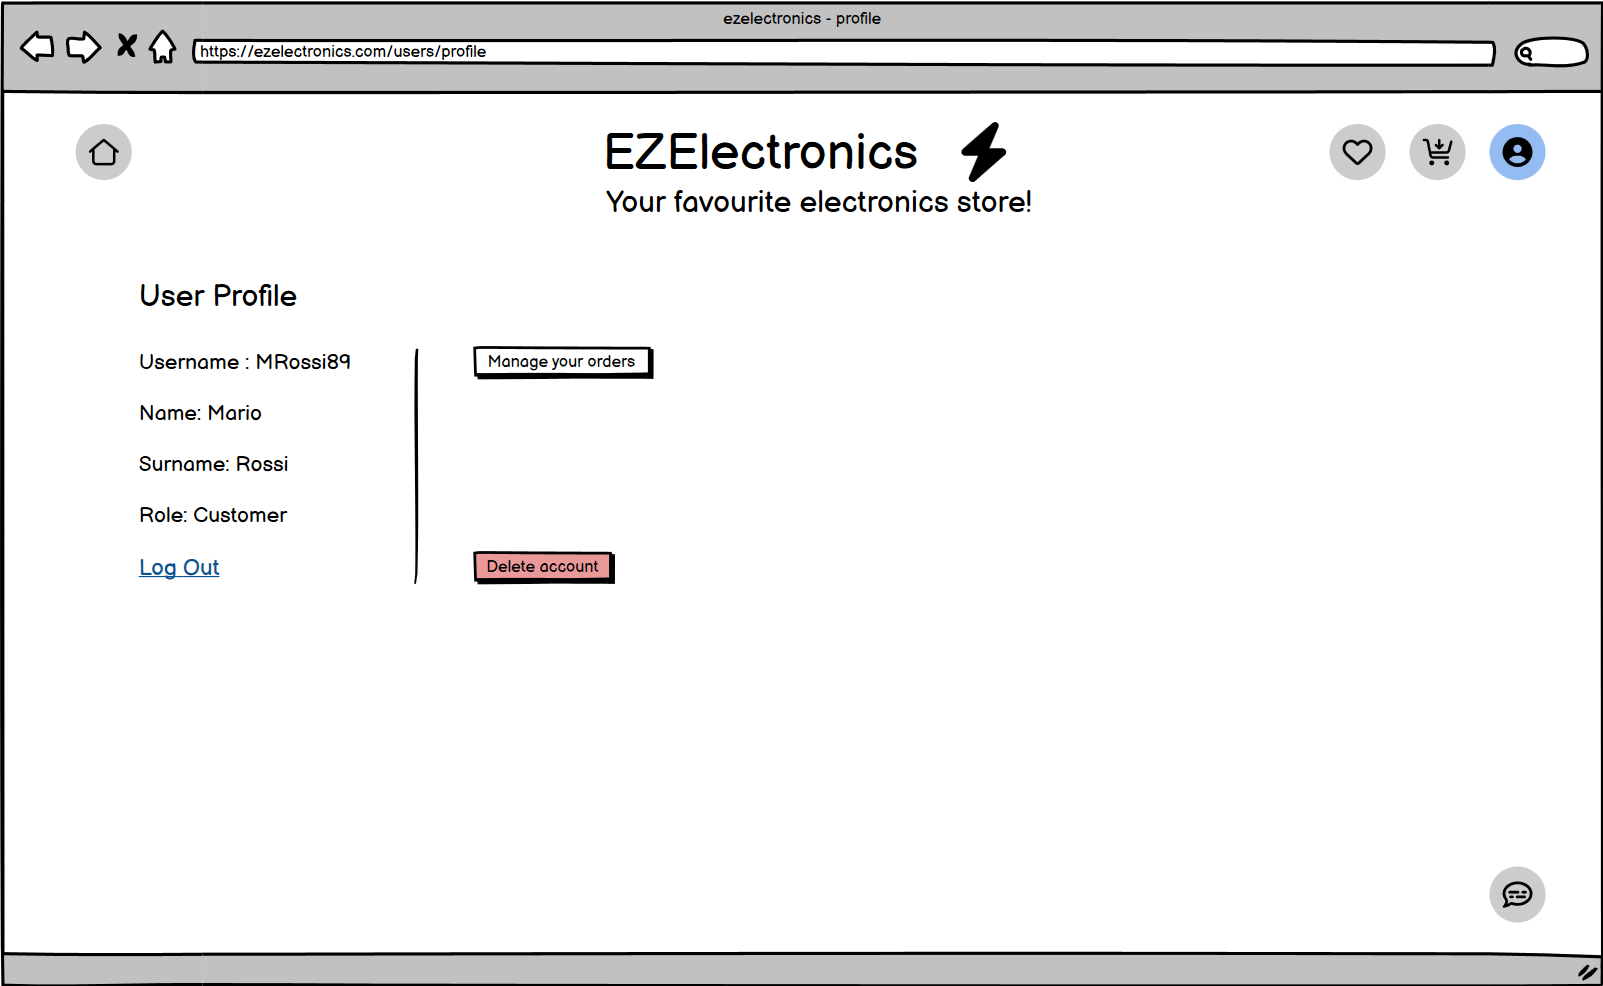 ezelectronics - profile
https://ezelectronics.com/users/profile
EZElectronics
Your favourite electronics store!
User Profile
Username : MRossi89
Manage your orders
Name: Mario
Surname: Rossi
Role: Customer
Log Out
Delete account